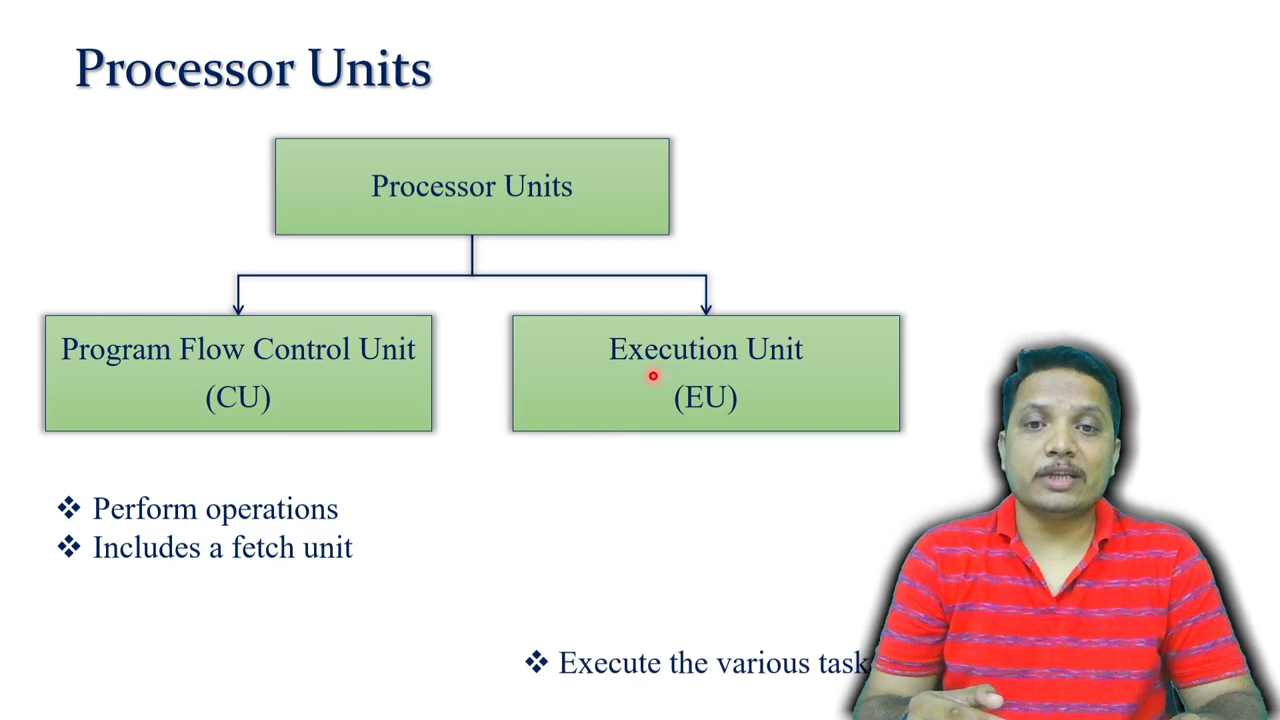 Processor Units
Processor Units
Program Flow Control Unit
(CU)
Execution Unit
(EU)
❖ Perform operations
❖ Includes a fetch unit
❖ Execute the various task